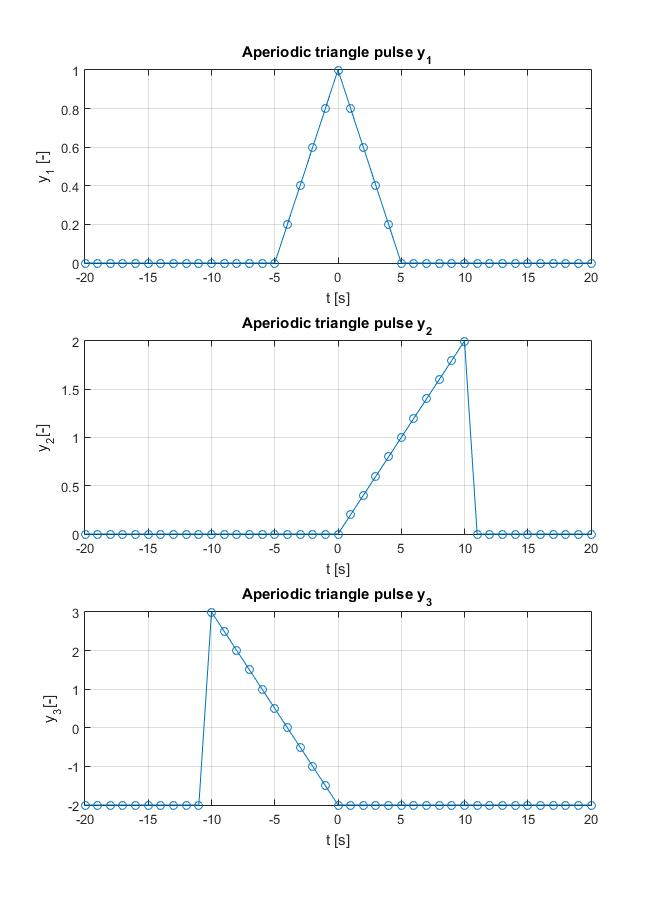 Aperiodic triangle pulse y1
1
0.8
0.6
0.4
0.2
0
y1 [-]
-20 -15 -10 -5 0 5 10 15 20
t [s]
Aperiodic triangle pulse y2
2
1.5
1
0.5
0
y2[-]
-20 -15 -10 -5 0 5 10 15 20
t [s]
Aperiodic triangle pulse y3
3
2
1
0
-1
-2
y3[-]
-20 -15 -10 -5 0 5 10 15 20
t [s]